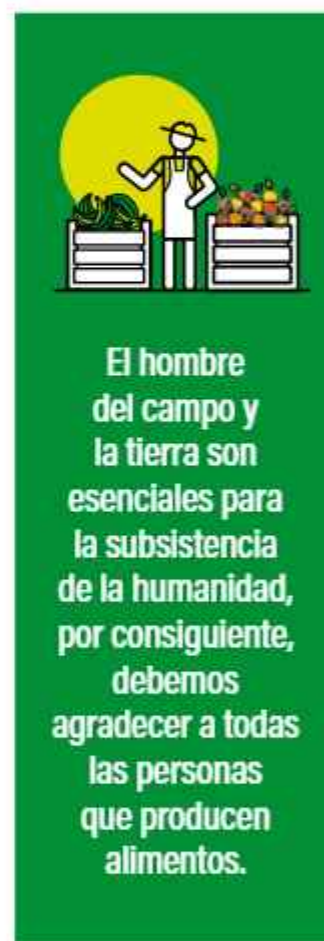 El hombre
del campo y
la tierra son
esenciales para
la subsistencia
de la humanidad,
por consiguiente,
debemos
agradecer a todas
las personas
que producen
alimentos.